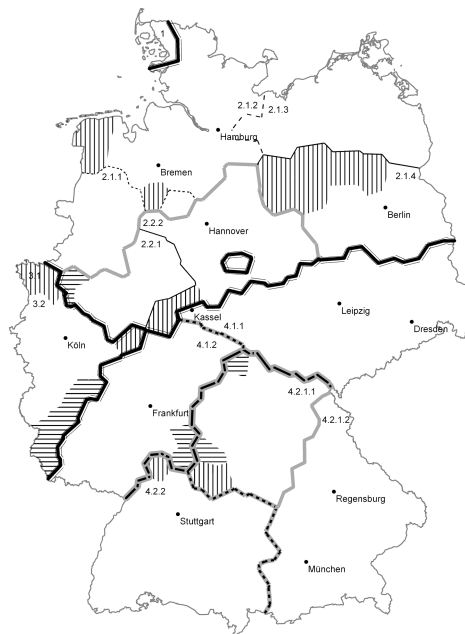 1
2.1.2
2.1.3
Hamburg
2.1.1
Bremen
2.1.4
Berlin
2.2.2
Hannover
2.2.1
3.1
3.2
Kassel
4.1.1
Leipzig
Dresden
4.1.2
Köln
4.2.1.1
Frankfurt
4.2.1.2
4.2.2
Regensburg
Stuttgart
München